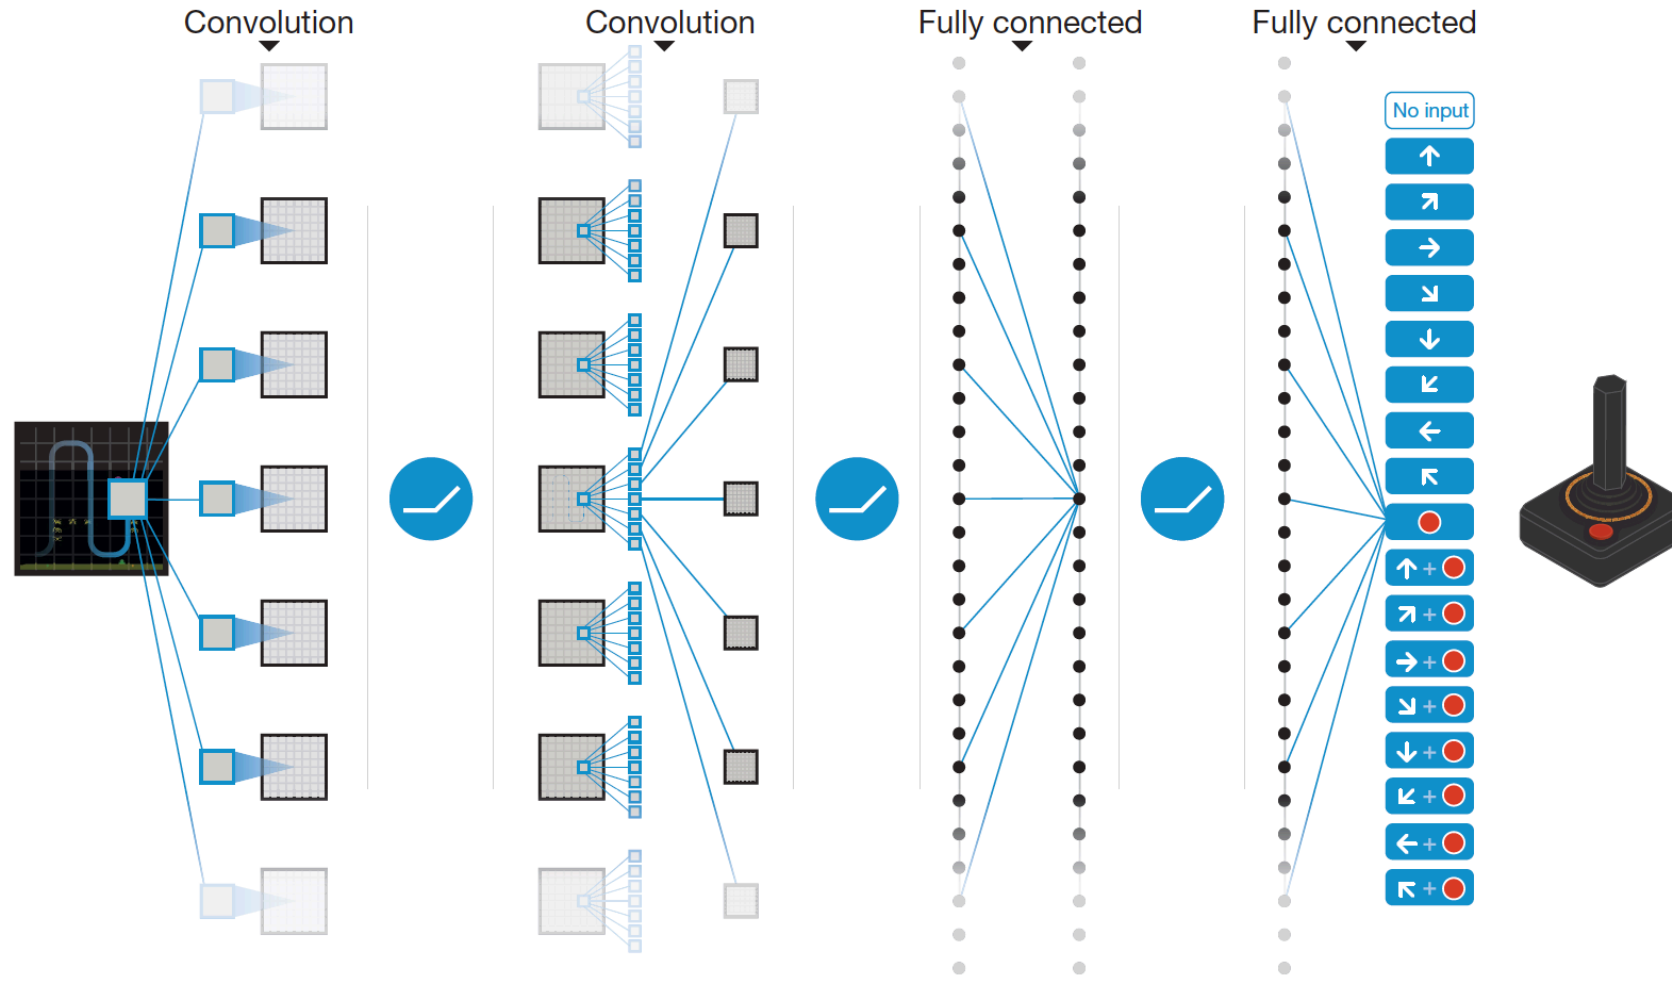 Convolution
Convolution
Fully connected
Fully connected
No input
+
+
+
+
+
+
+
+